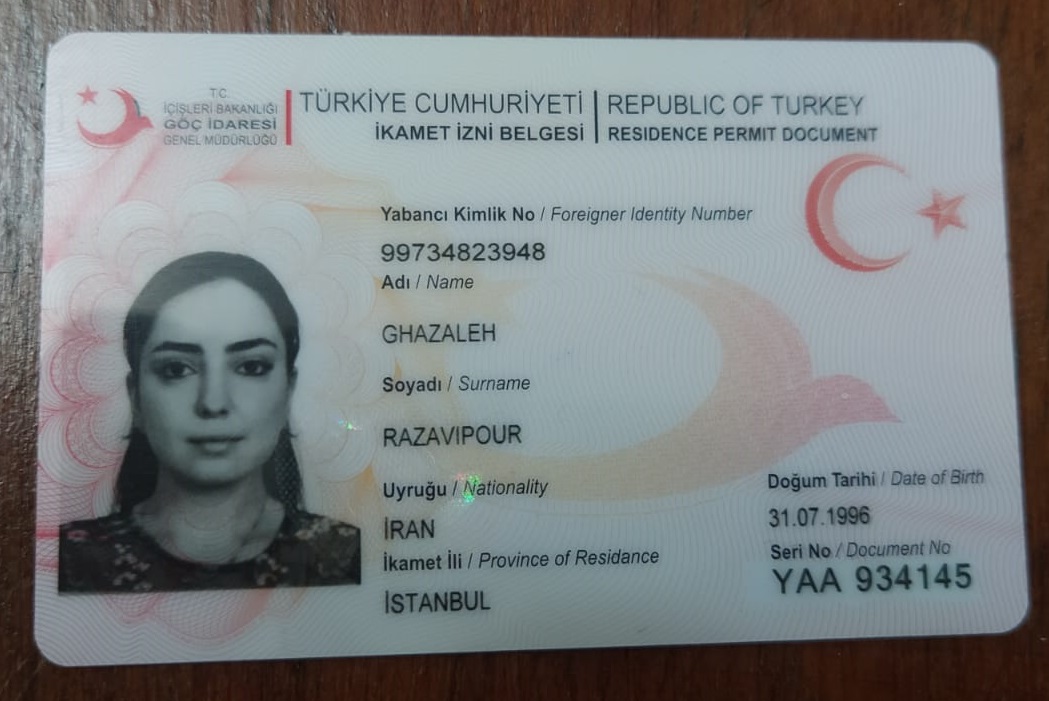 T.C.
İÇİŞLERİ BAKANLIĞI
GÖÇ İDARESİ
GENEL MÜDÜRLÜĞÜ
TÜRKİYE CUMHURİYETİ | REPUBLIC OF TURKEY
İKAMET İZNİ BELGESİ | RESIDENCE PERMIT DOCUMENT
Yabancı Kimlik No / Foreigner Identity Number
99734823948
Adı / Name
GHAZALEH
Soyadı / Surname
RAZAVIPOUR
Uyruğu / Nationality
İRAN
Doğum Tarihi / Date of Birth
31.07.1996
İkamet İli / Province of Residance
İSTANBUL
Seri No / Document No
YAA 934145